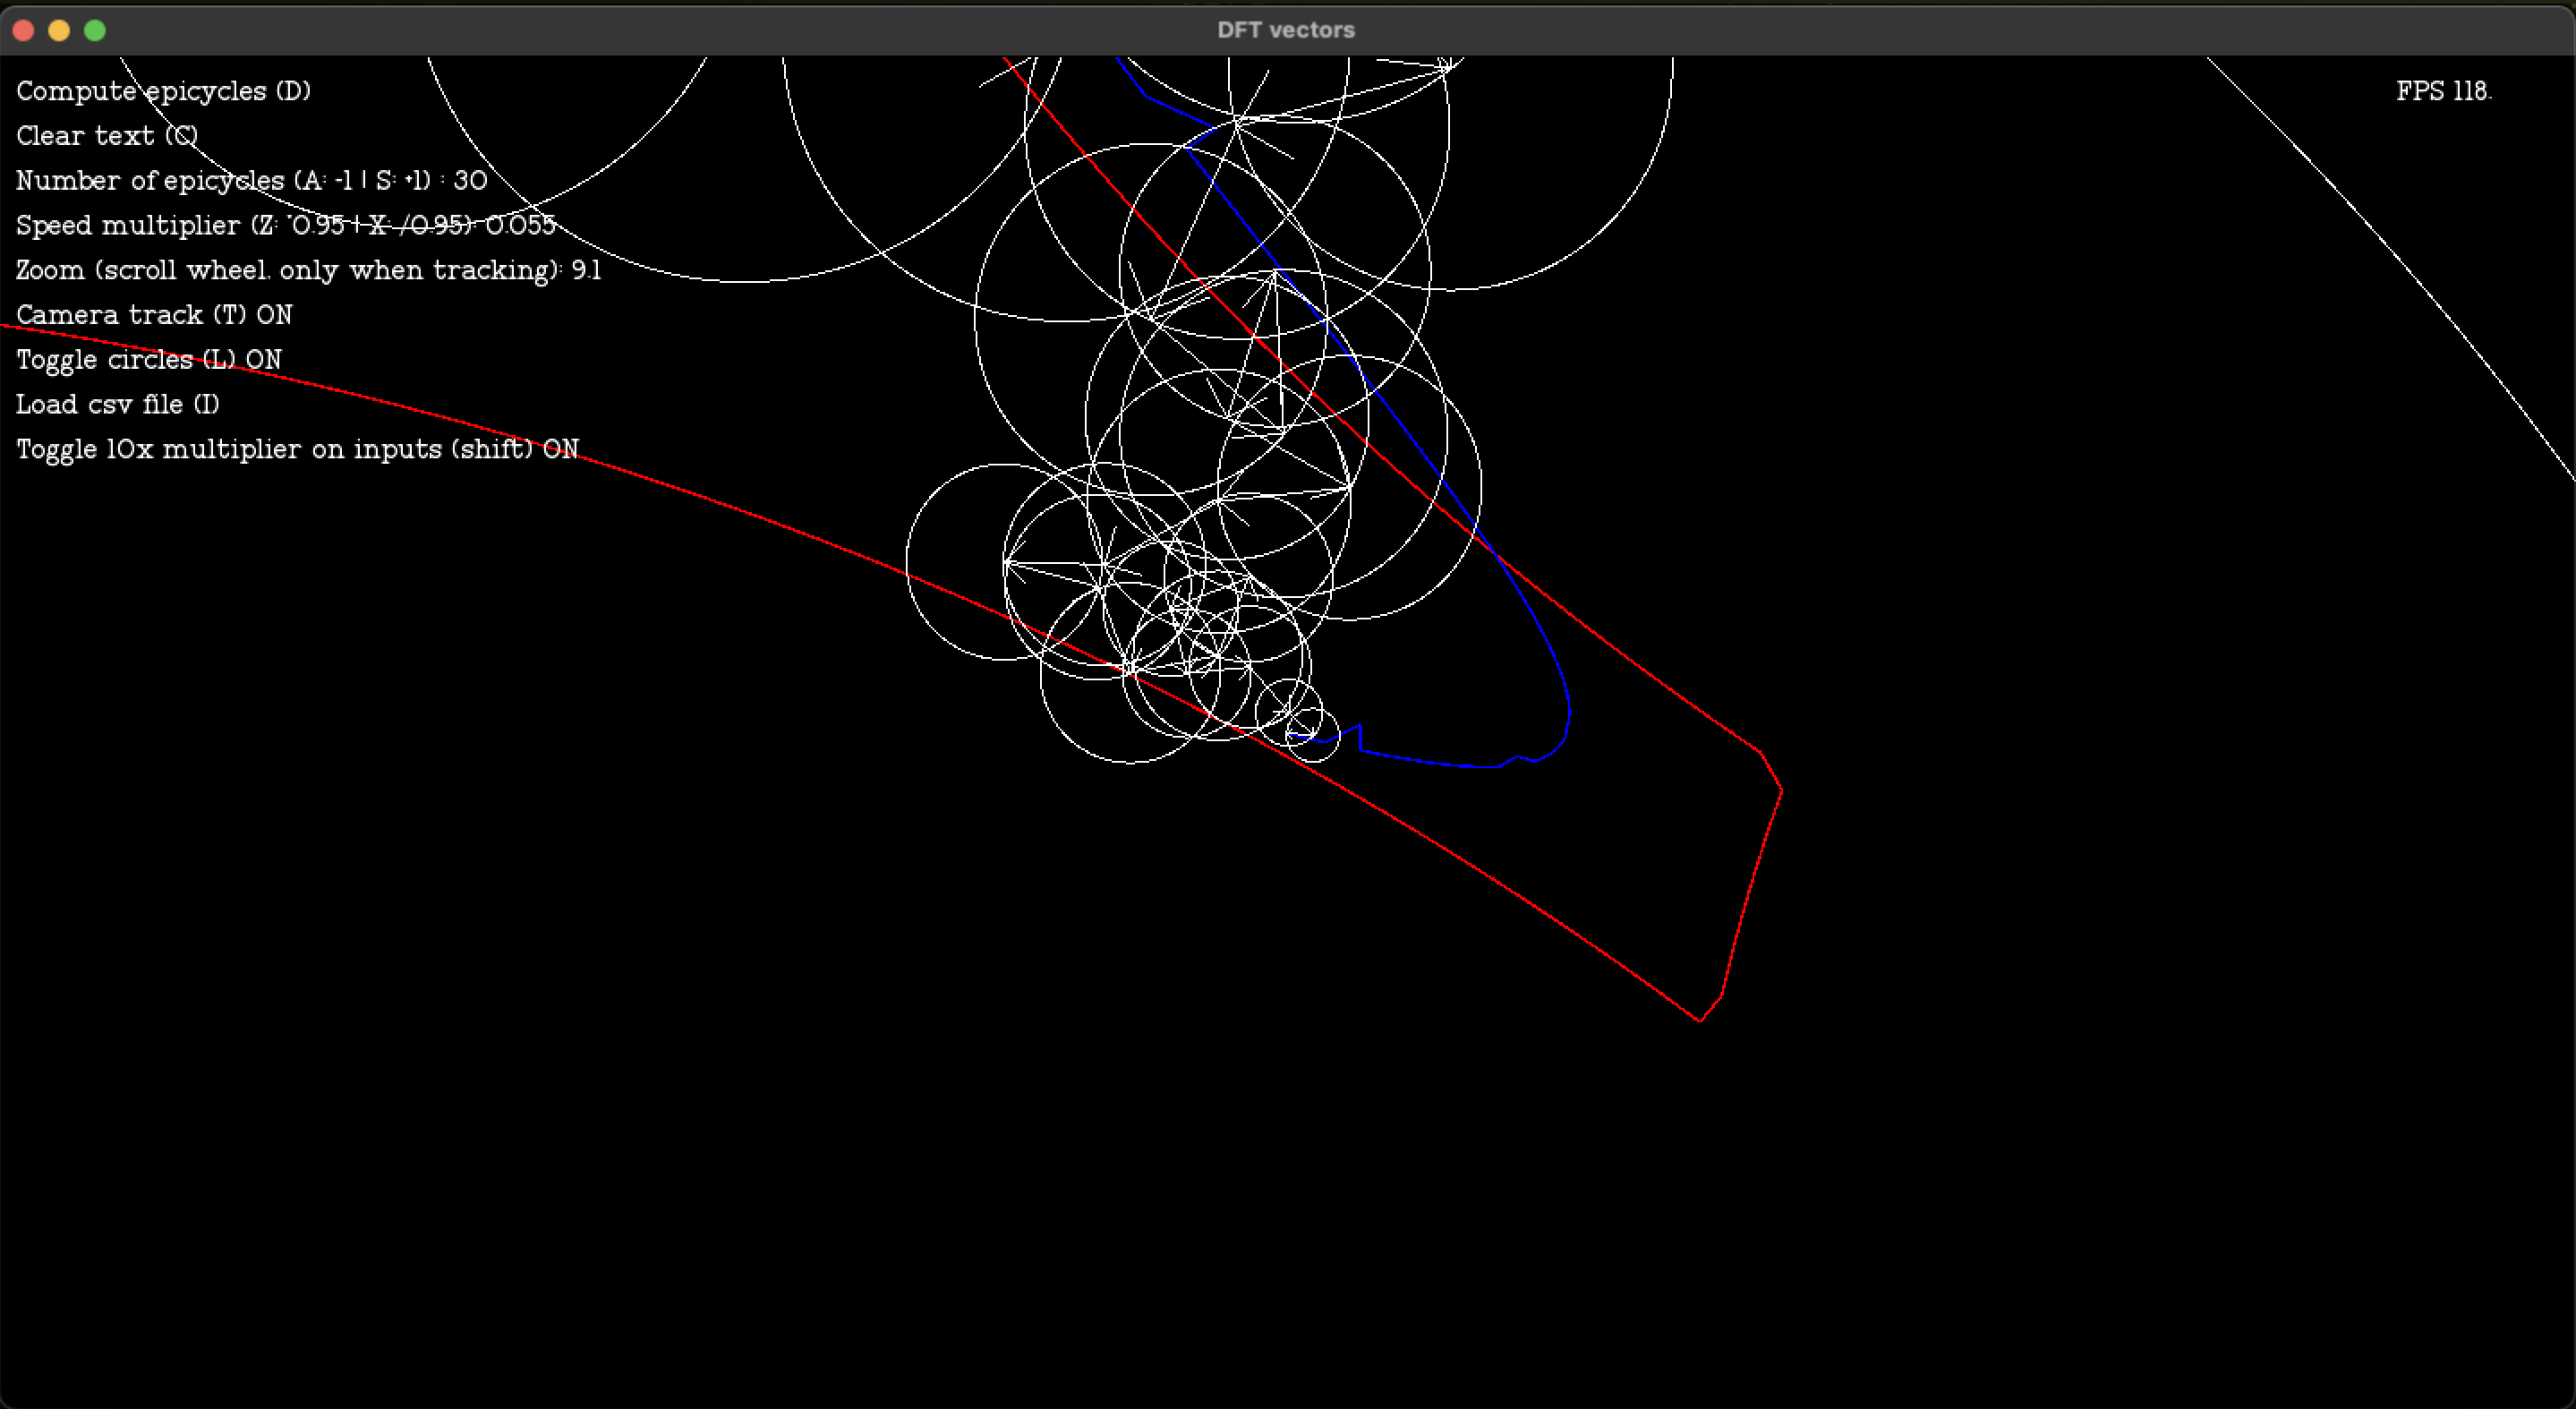 DFT vectors
Compute epicycles (D)
FPS 118.
Clear text (C)
Number of epicycles (A: -1 | S: +1) : 30
Speed multiplier (Z: *0.95 | X: /0.95): 0.055
Zoom (scroll wheel, only when tracking): 9.1
Camera track (T) ON
Toggle circles (L) ON
Load csv file (I)
Toggle 10x multiplier on inputs (shift) ON